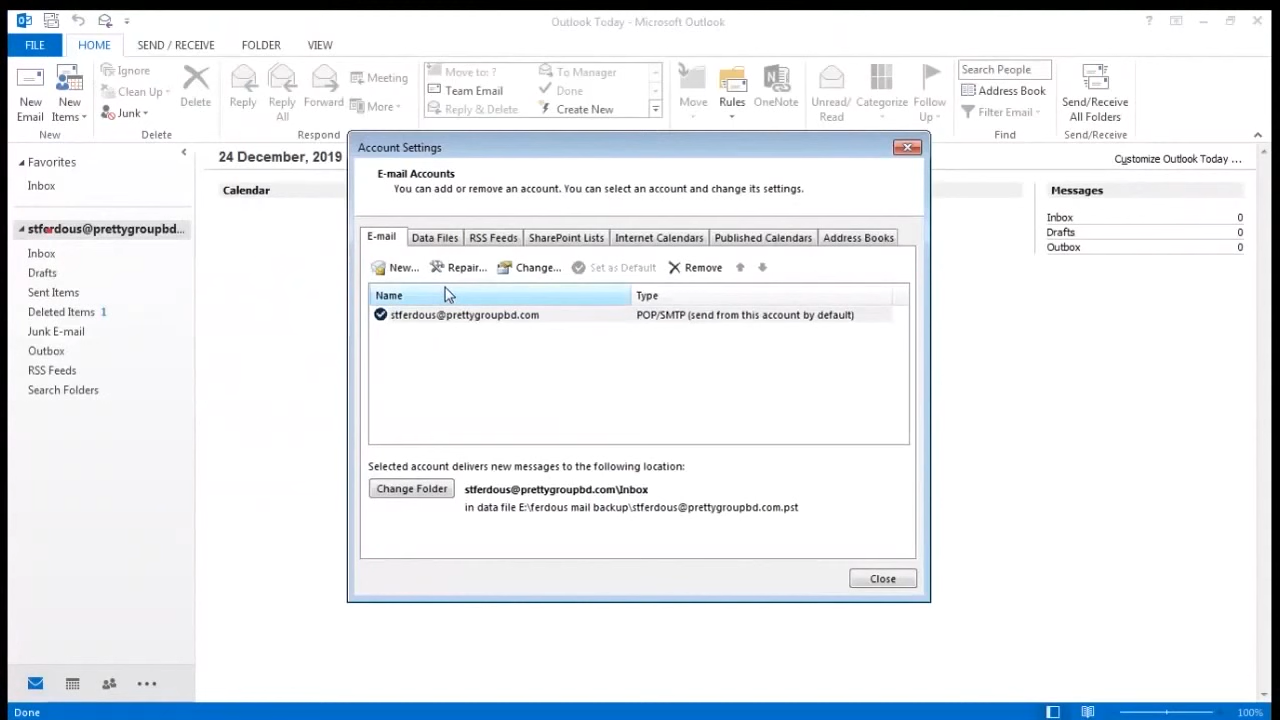 Outlook Today - Microsoft Outlook
?
FILE HOME SEND / RECEIVE FOLDER VIEW
New Email
New Items
New
Ignore
Clean Up
Junk
Delete
Delete
Reply
Reply All
Forward
Meeting
More
Respond
Move to: ?
Team Email
Reply & Delete
To Manager
Done
Create New
Move
Rules
OneNote
Unread/ Read
Categorize
Follow Up
Search People
Address Book
Filter Email
Find
Send/Receive All Folders
Send/Receive
Favorites
Inbox
stferdous@prettygroupbd...
Inbox
Drafts
Sent Items
Deleted Items 1
Junk E-mail
Outbox
RSS Feeds
Search Folders
24 December, 2019
Customize Outlook Today ...
Calendar
Messages
Inbox 0
Drafts 0
Outbox 0
Account Settings
E-mail Accounts
You can add or remove an account. You can select an account and change its settings.
E-mail Data Files RSS Feeds SharePoint Lists Internet Calendars Published Calendars Address Books
New... Repair... Change... Set as Default Remove
Name Type
stferdous@prettygroupbd.com POP/SMTP (send from this account by default)
Selected account delivers new messages to the following location:
Change Folder stferdous@prettygroupbd.com\Inbox
in data file E:\ferdous mail backup\stferdous@prettygroupbd.com.pst
Close
Done
100%